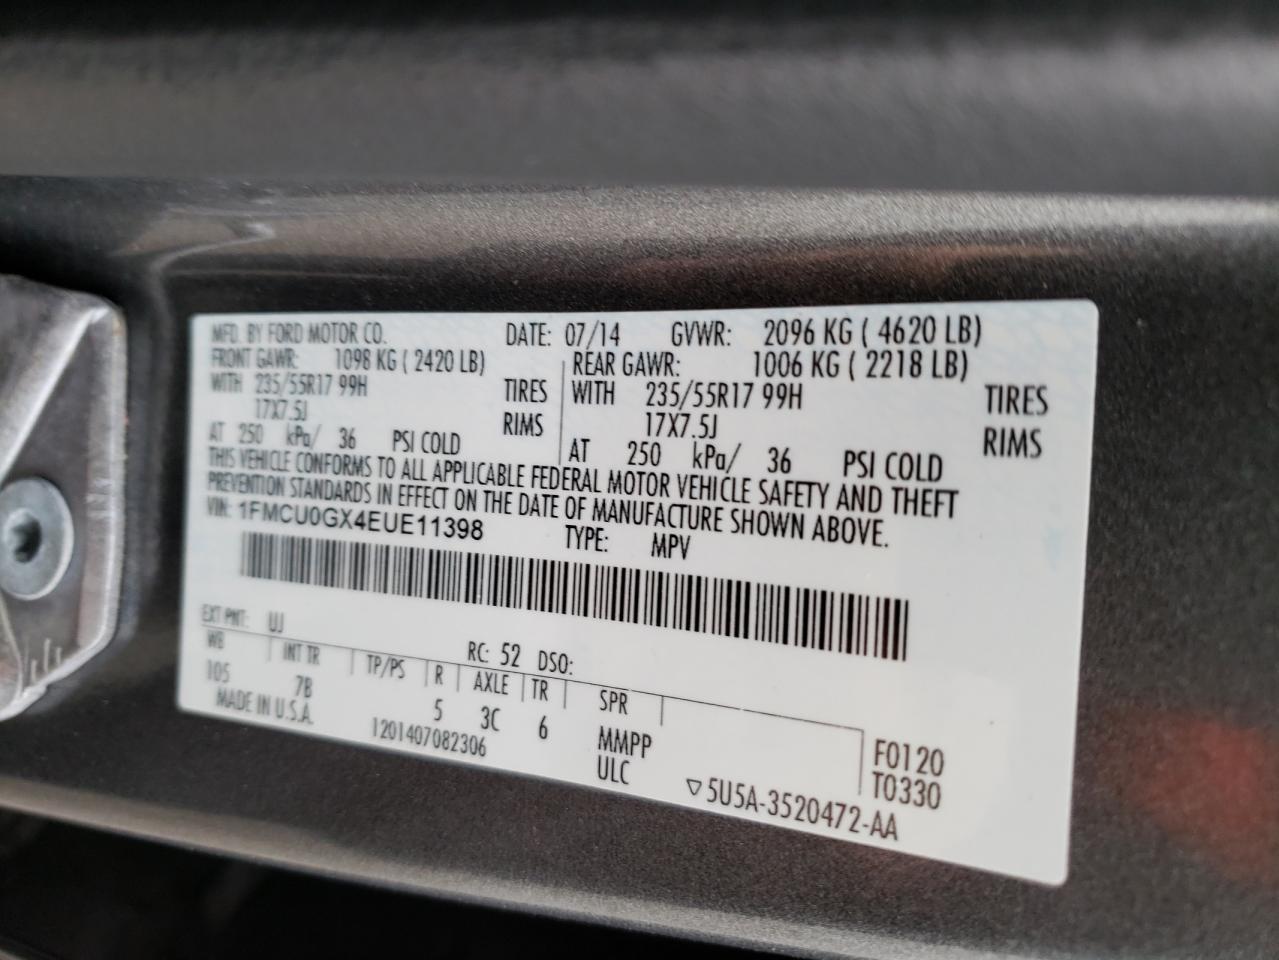 MFD. BY FORD MOTOR CO. DATE: 07/14 GVWR: 2096 KG ( 4620 LB)
FRONT GAWR: 1098 KG ( 2420 LB) REAR GAWR: 1006 KG ( 2218 LB)
WITH 235/55R17 99H TIRES WITH 235/55R17 99H TIRES
17X7.5J RIMS 17X7.5J RIMS
AT 250 kPa/ 36 PSI COLD AT 250 kPa/ 36 PSI COLD
THIS VEHICLE CONFORMS TO ALL APPLICABLE FEDERAL MOTOR VEHICLE SAFETY AND THEFT
PREVENTION STANDARDS IN EFFECT ON THE DATE OF MANUFACTURE SHOWN ABOVE.
VIN: 1FMCU0GX4EUE11398 TYPE: MPV
EXT PNT: UJ RC: 52 DSO:
WB INT TR TP/PS R AXLE TR SPR
105 7B 5 3C 6 MMPP F0120
MADE IN U.S.A. 1201407082306 ULC T0330
5U5A-3520472-AA